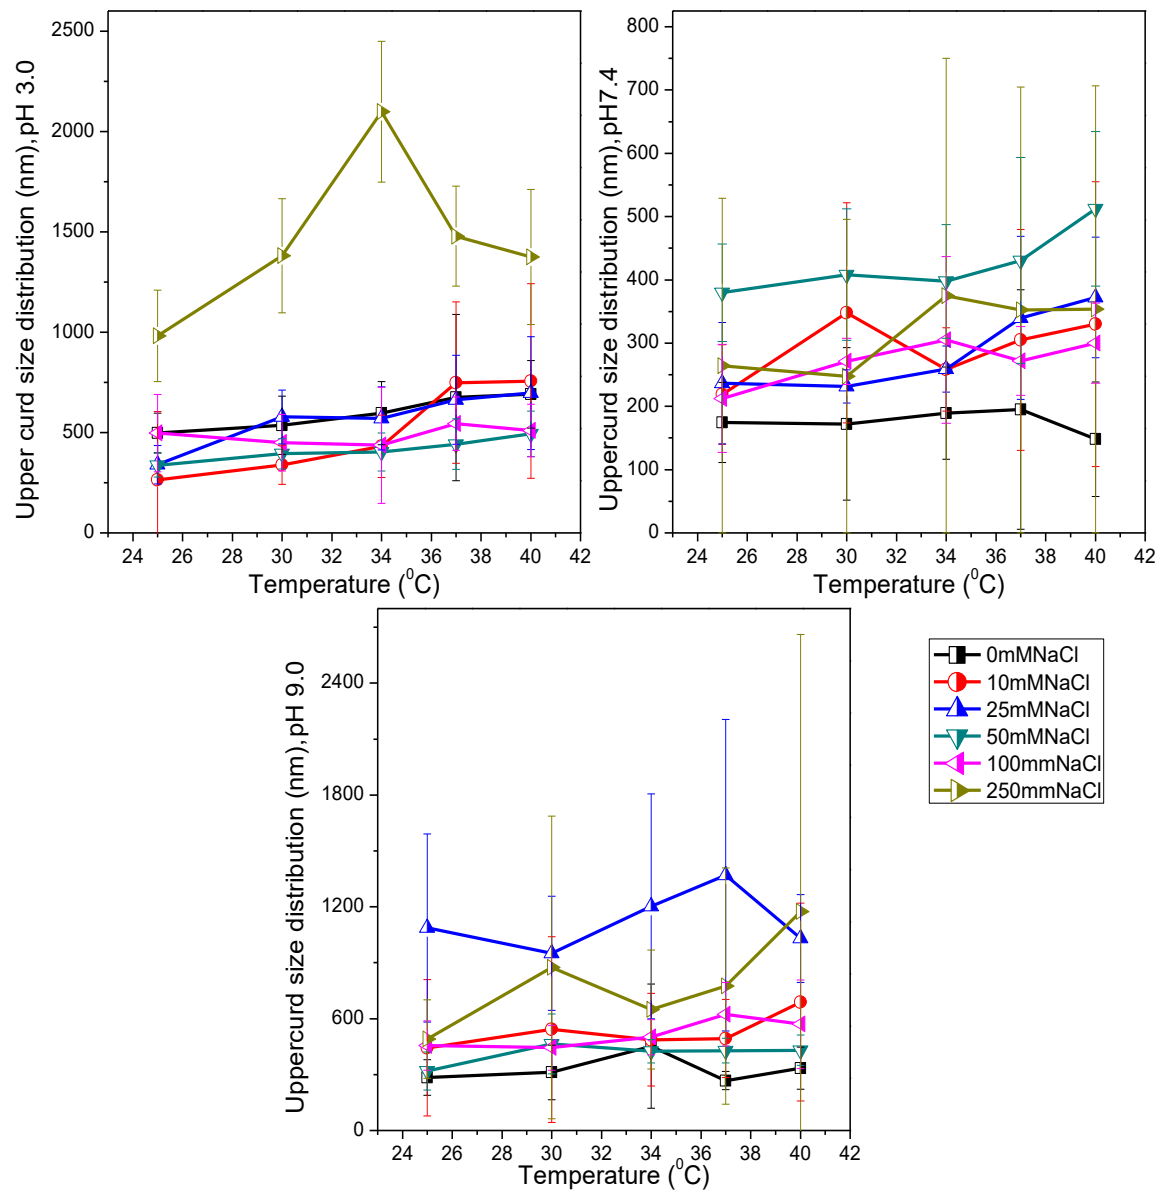 Upper curd size distribution (nm),pH 3.0
2500
2000
1500
1000
500
0
24 26 28 30 32 34 36 38 40 42
Temperature (⁰C)
Uppercurd size distribution (nm),pH7.4
800
700
600
500
400
300
200
100
0
24 26 28 30 32 34 36 38 40 42
Temperature (⁰C)
Uppercurd size distribution (nm),pH 9.0
2400
1800
1200
600
0
24 26 28 30 32 34 36 38 40 42
Temperature (⁰C)
0mMNaCl
10mMNaCl
25mMNaCl
50mMNaCl
100mmNaCl
250mmNaCl